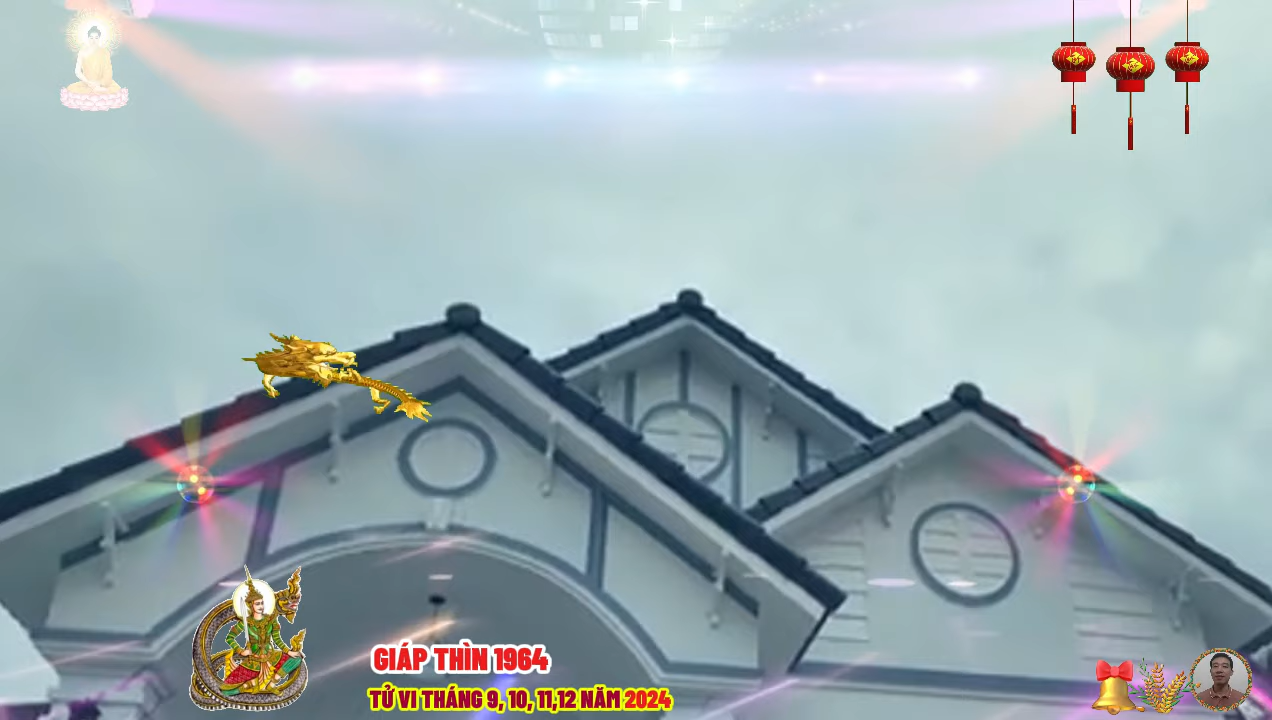 GIÁP THÌN 1964
TỬ VI THÁNG 9, 10, 11,12 NĂM 2024